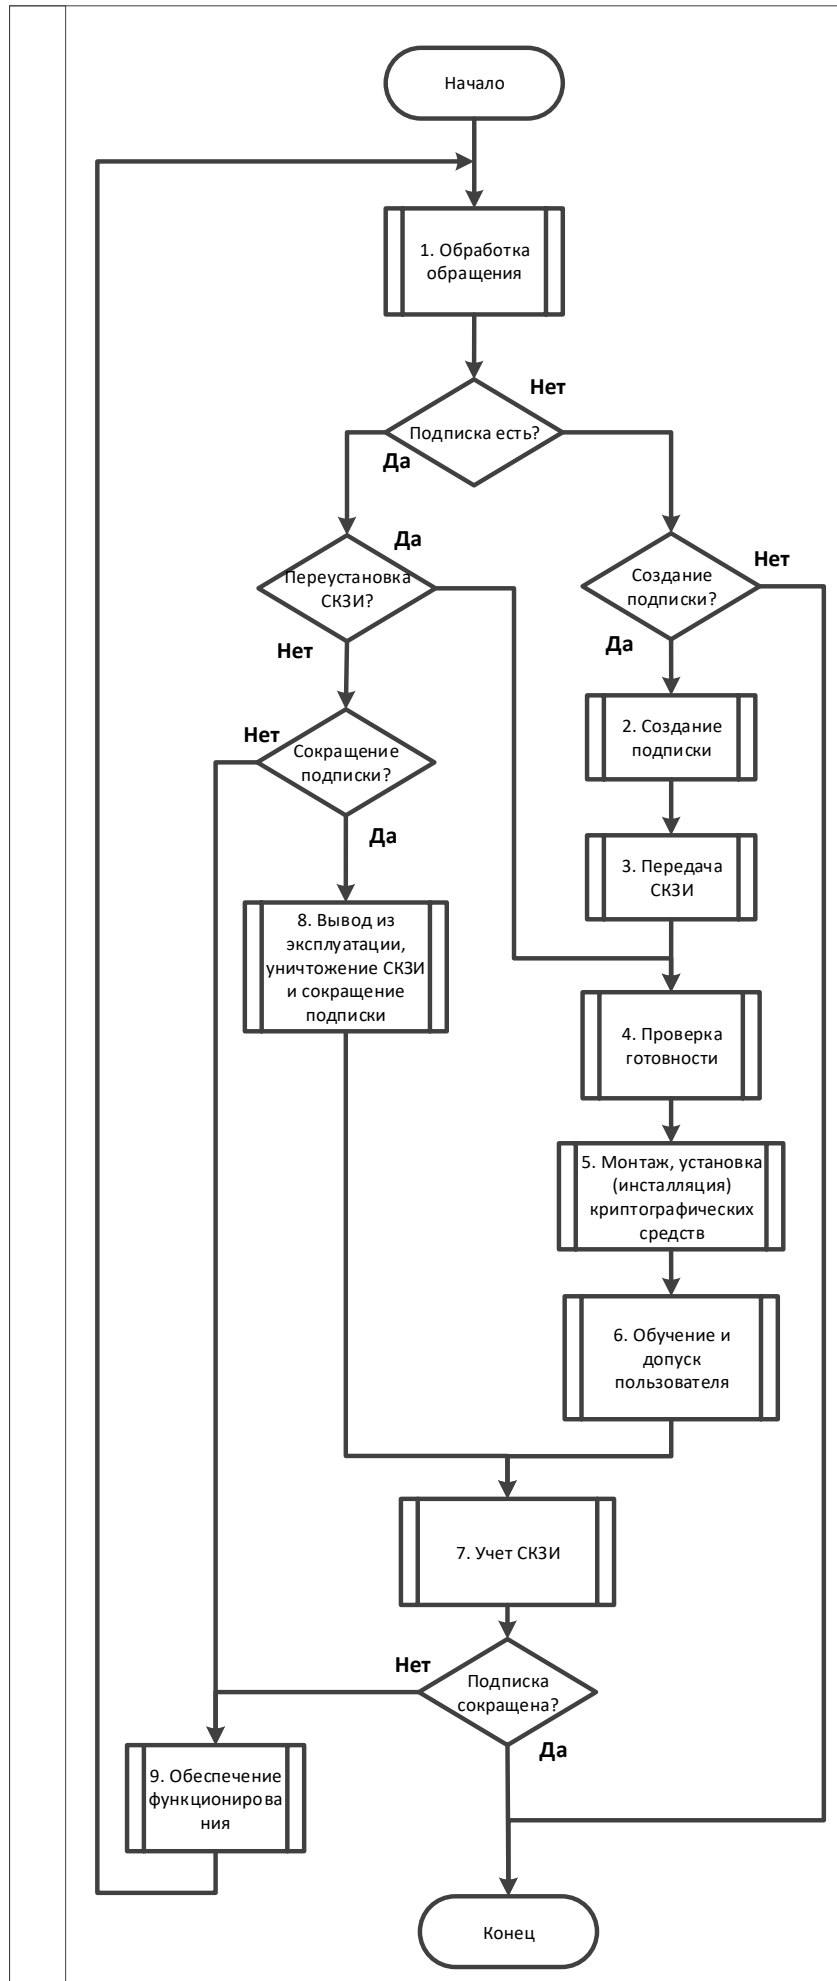 Начало
1. Обработка
обращения
Нет
Подписка есть?
Да
Да
Переустановка
СКЗИ?
Нет
Нет
Создание
подписки?
Да
Нет
Сокращение
подписки?
Да
2. Создание
подписки
3. Передача
СКЗИ
8. Вывод из
эксплуатации,
уничтожение СКЗИ
и сокращение
подписки
4. Проверка
готовности
5. Монтаж, установка
(инсталляция)
криптографических
средств
6. Обучение и
допуск
пользователя
7. Учет СКЗИ
Нет
Подписка
сокращена?
Да
9. Обеспечение
функционирова
ния
Конец